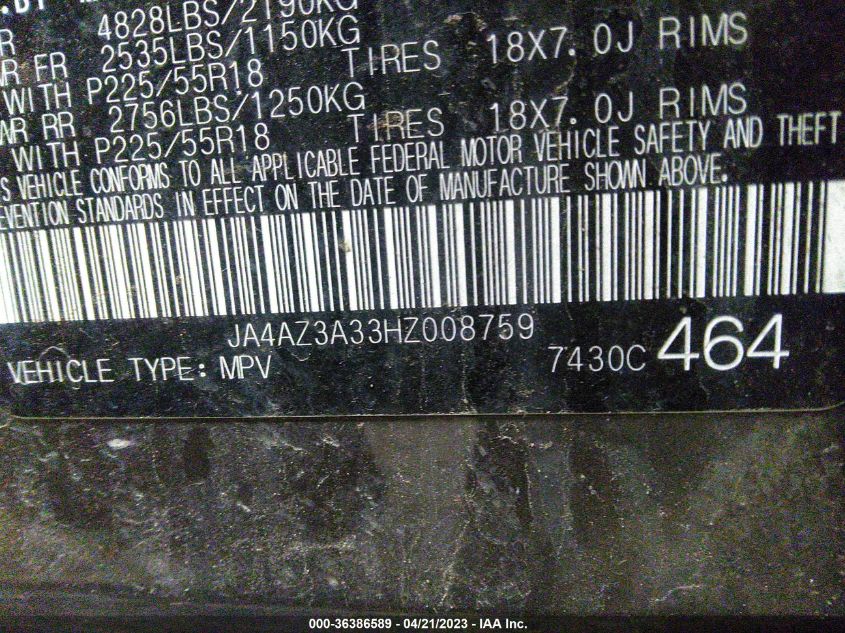 4828LBS/2190KG
FR 2535LBS/1150KG
WITH P225/55R18 TIRES 18X7.0J RIMS
RR 2756LBS/1250KG
WITH P225/55R18 TIRES 18X7.0J RIMS
VEHICLE CONFORMS TO ALL APPLICABLE FEDERAL MOTOR VEHICLE SAFETY AND THEFT
EVENTION STANDARDS IN EFFECT ON THE DATE OF MANUFACTURE SHOWN ABOVE.
JA4AZ3A33HZ008759
VEHICLE TYPE: MPV 7430C 464
000-36386589 - 04/21/2023 - IAA Inc.